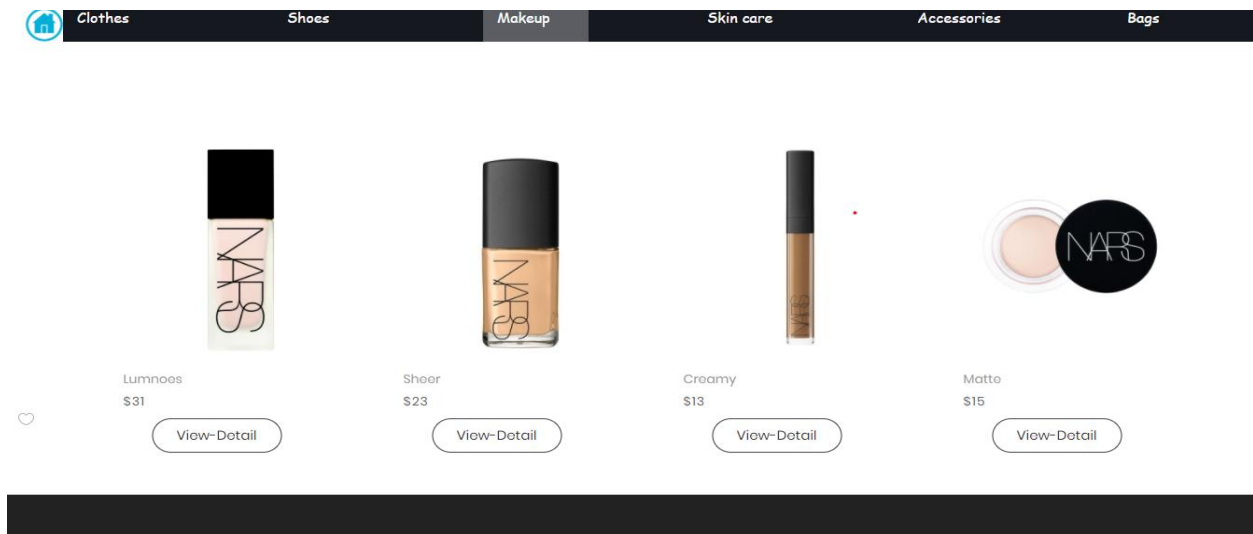 Clothes Shoes Makeup Skin care Accessories Bags
NARS NARS NARS NARS
Lumnoes Sheer Creamy Matte
$31 $23 $13 $15
View-Detail View-Detail View-Detail View-Detail